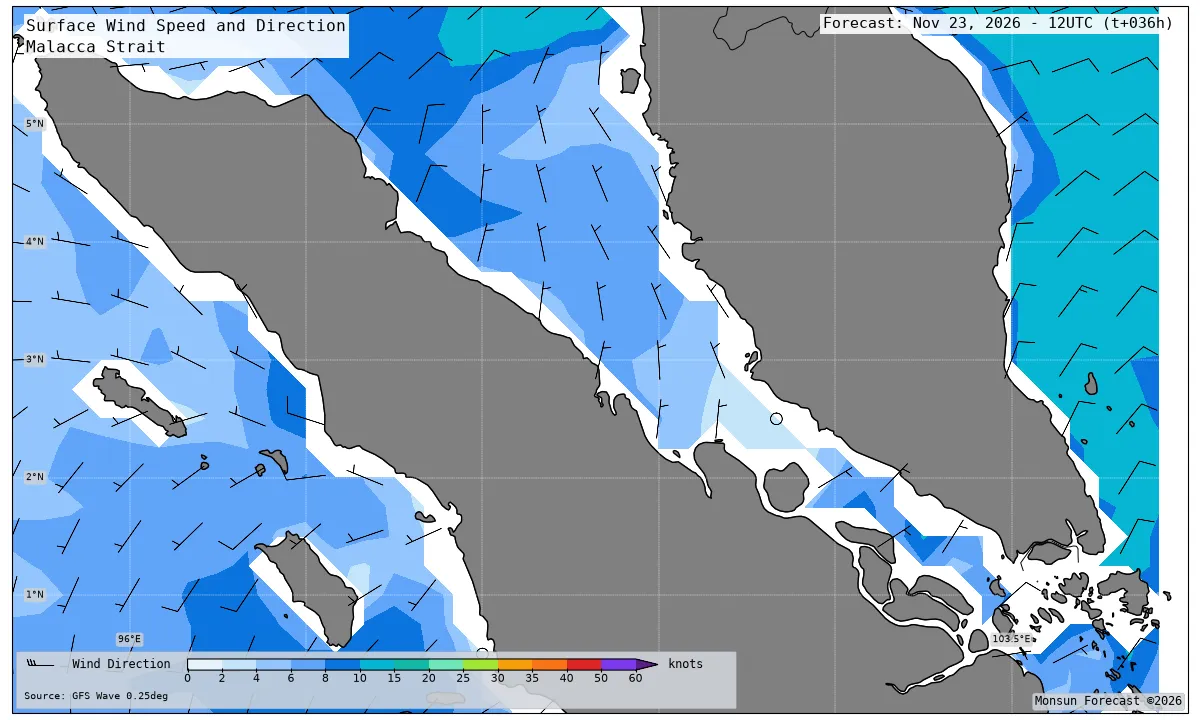 Surface Wind Speed and Direction
Malacca Strait
Forecast: Nov 23, 2026 - 12UTC (t+036h)
5°N
4°N
3°N
2°N
1°N
96°E
103.5°E
Wind Direction
0 2 4 6 8 10 15 20 25 30 35 40 50 60
knots
Source: GFS Wave 0.25deg
Monsun Forecast ©2026